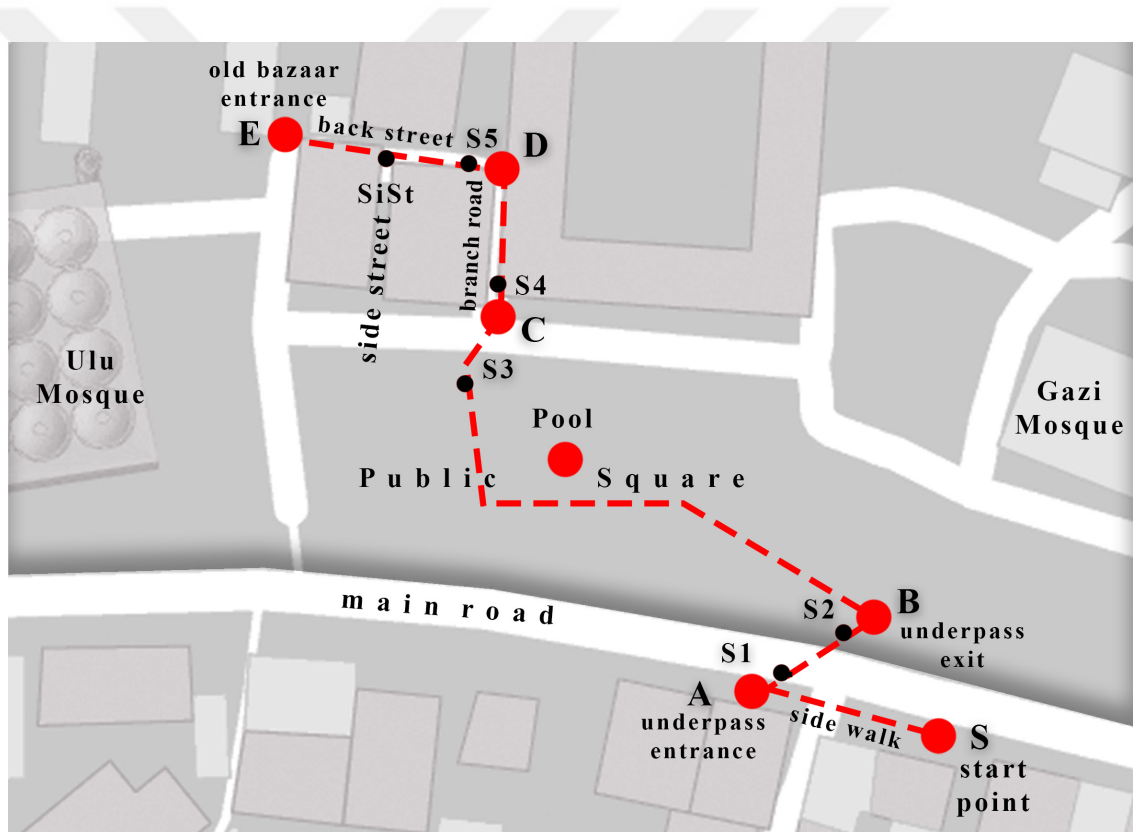 old bazaar
entrance
E
back street
S5
D
SiSt
side street
branch road
S4
C
S3
Ulu
Mosque
Gazi
Mosque
Pool
Public Square
main road
S2
B
underpass
exit
S1
A
underpass
entrance
side walk
S
start
point